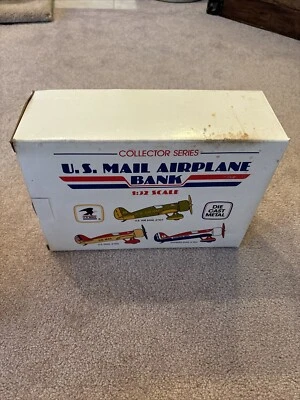 COLLECTOR SERIES
U.S. MAIL AIRPLANE
BANK
1:32 SCALE
DIE
CAST
METAL